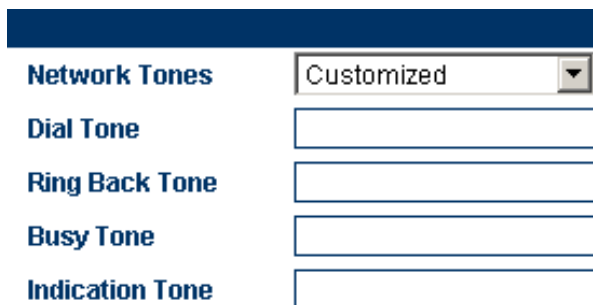 Network Tones Customized
Dial Tone
Ring Back Tone
Busy Tone
Indication Tone